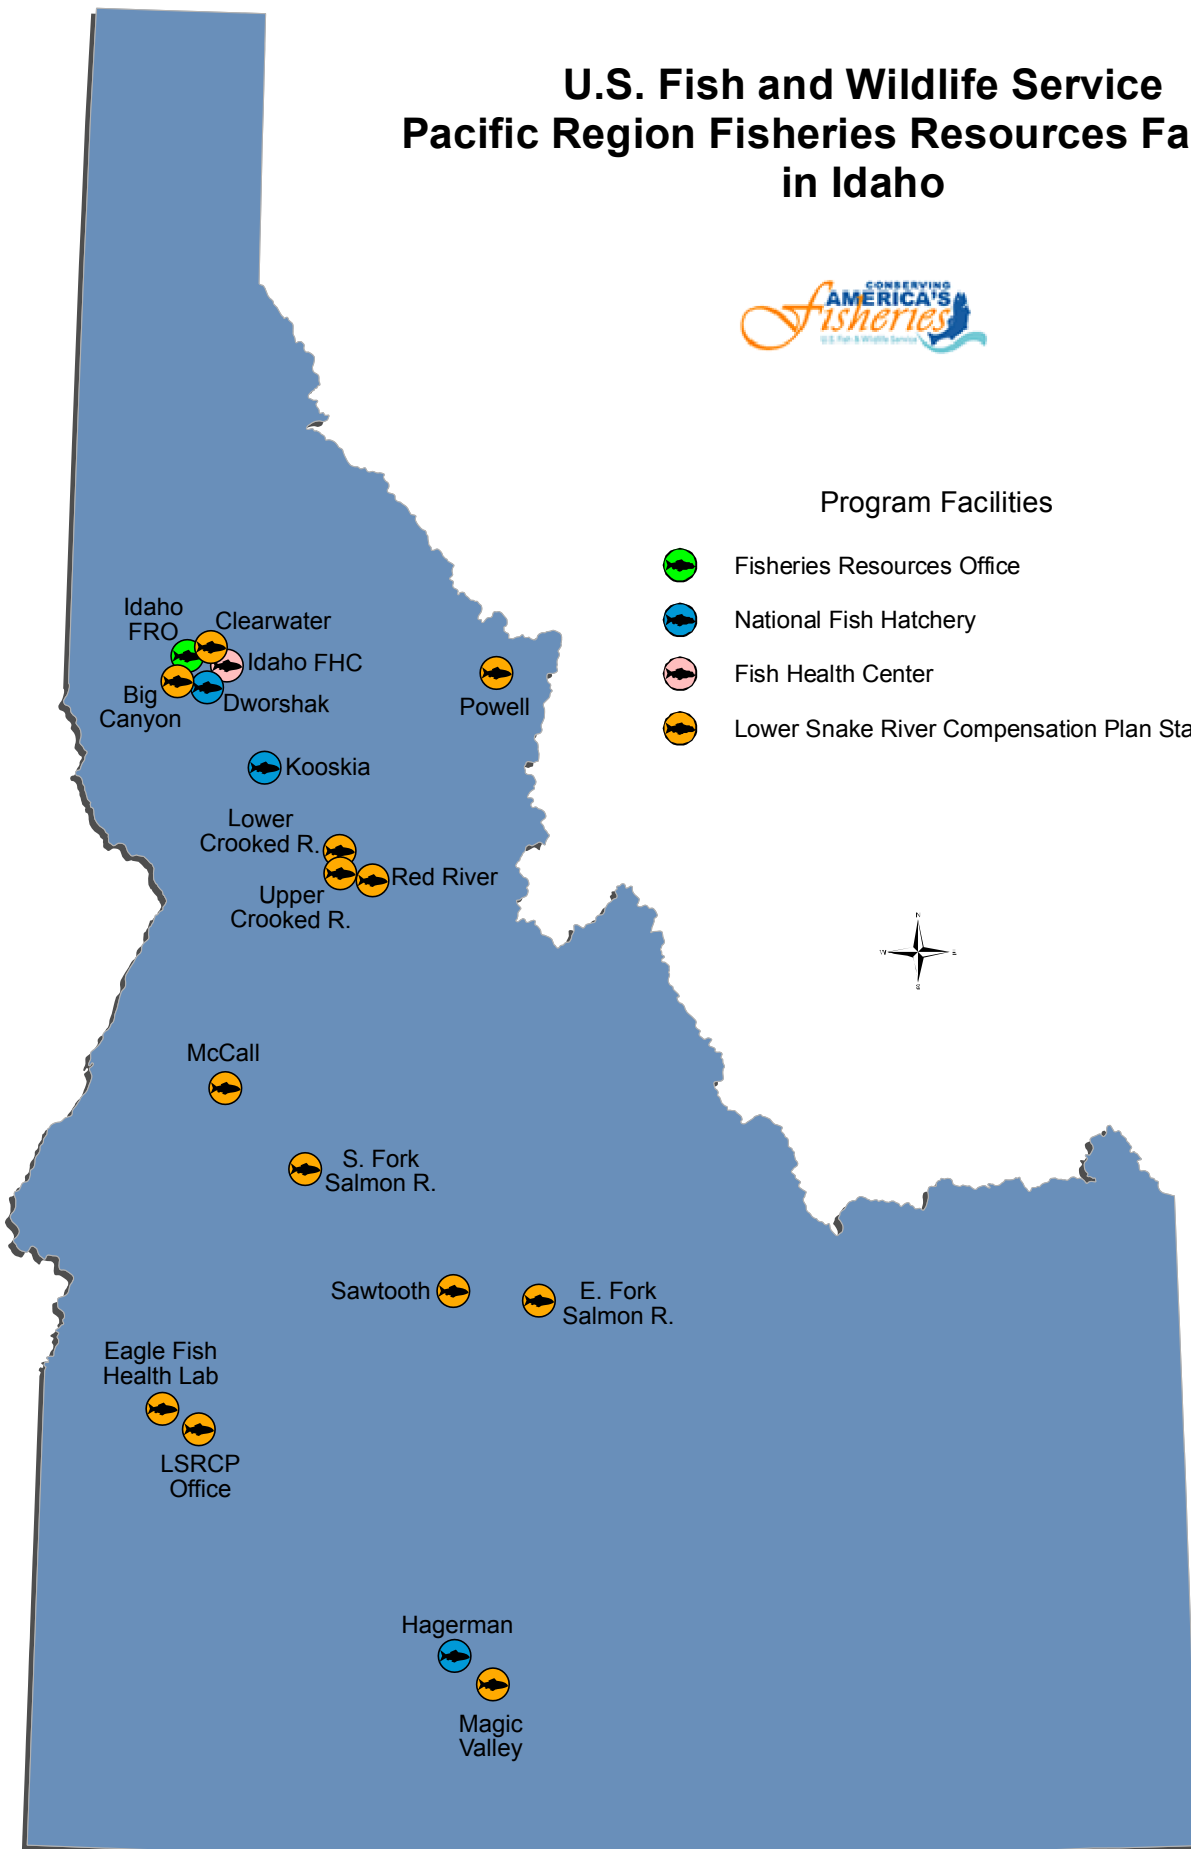 U.S. Fish and Wildlife Service
Pacific Region Fisheries Resources Fa
in Idaho
CONSERVING
AMERICA'S
Fisheries
U.S. Fish & Wildlife Service
Program Facilities
Fisheries Resources Office
National Fish Hatchery
Fish Health Center
Lower Snake River Compensation Plan Sta
Idaho
FRO
Clearwater
Idaho FHC
Big
Canyon
Dworshak
Powell
Kooskia
Lower
Crooked R.
Upper
Crooked R.
Red River
N
W
E
S
McCall
S. Fork
Salmon R.
Sawtooth
E. Fork
Salmon R.
Eagle Fish
Health Lab
LSRCP
Office
Hagerman
Magic
Valley